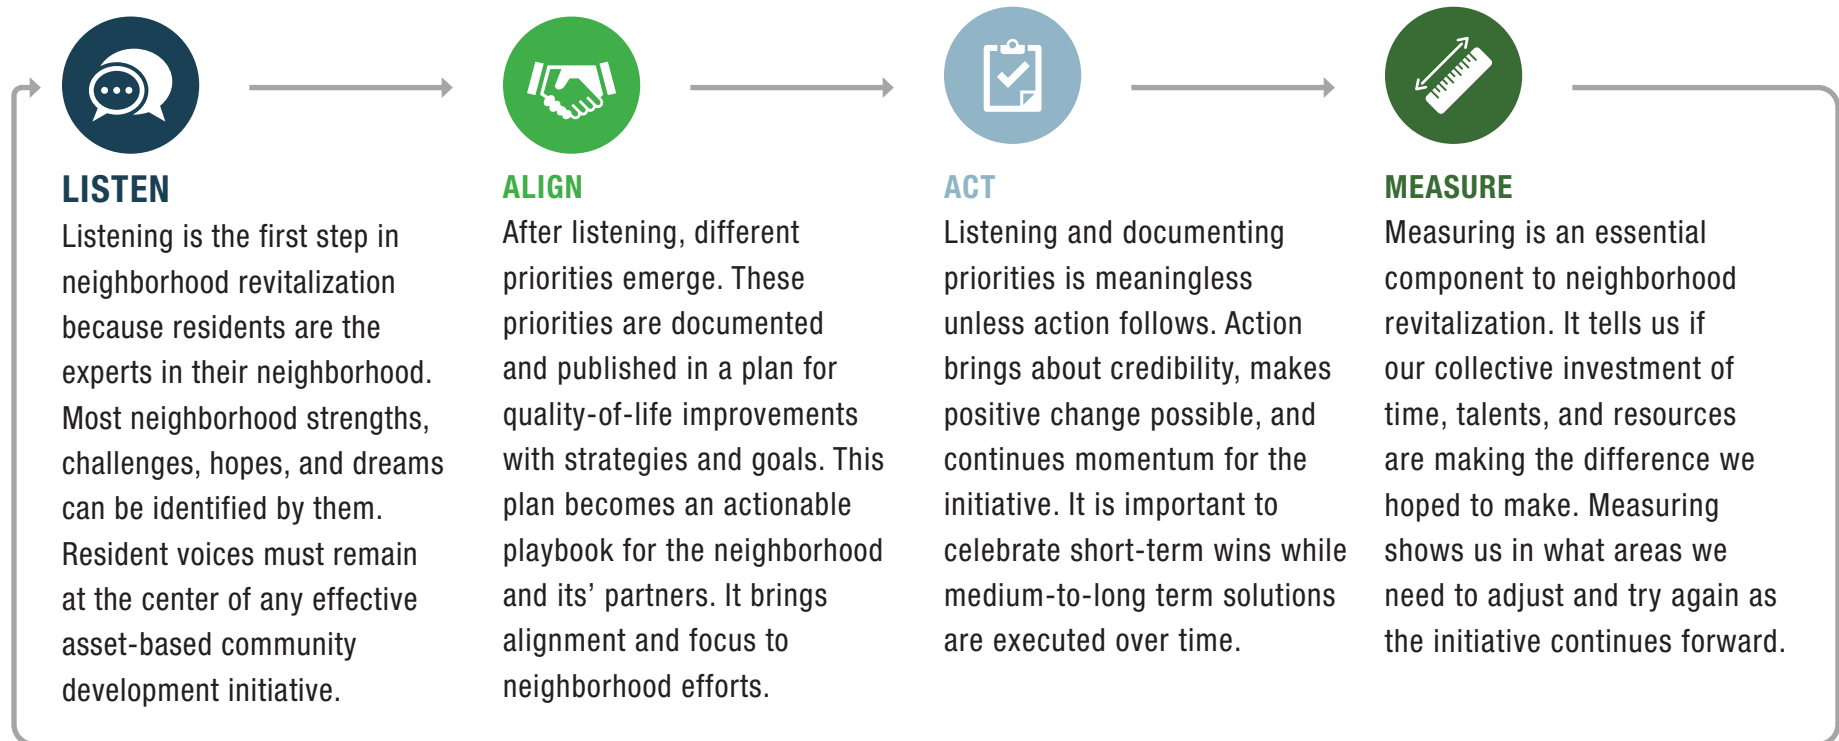 LISTEN
Listening is the first step in
neighborhood revitalization
because residents are the
experts in their neighborhood.
Most neighborhood strengths,
challenges, hopes, and dreams
can be identified by them.
Resident voices must remain
at the center of any effective
asset-based community
development initiative.
ALIGN
After listening, different
priorities emerge. These
priorities are documented
and published in a plan for
quality-of-life improvements
with strategies and goals. This
plan becomes an actionable
playbook for the neighborhood
and its’ partners. It brings
alignment and focus to
neighborhood efforts.
ACT
Listening and documenting
priorities is meaningless
unless action follows. Action
brings about credibility, makes
positive change possible, and
continues momentum for the
initiative. It is important to
celebrate short-term wins while
medium-to-long term solutions
are executed over time.
MEASURE
Measuring is an essential
component to neighborhood
revitalization. It tells us if
our collective investment of
time, talents, and resources
are making the difference we
hoped to make. Measuring
shows us in what areas we
need to adjust and try again as
the initiative continues forward.